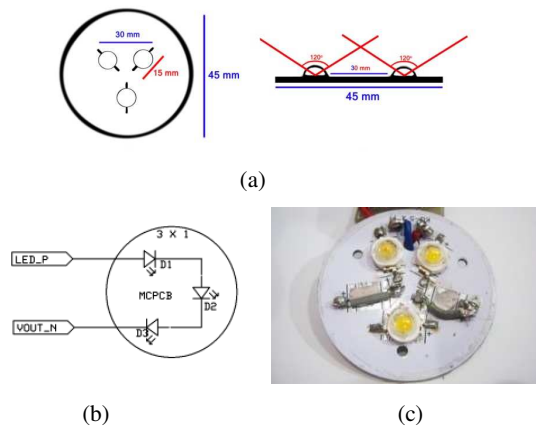 30 mm
15 mm
45 mm
120°
120°
30 mm
45 mm
(a)
3 X 1
LED_P
D1
MCPCB
D2
VOUT_N
D3
(b)
(c)